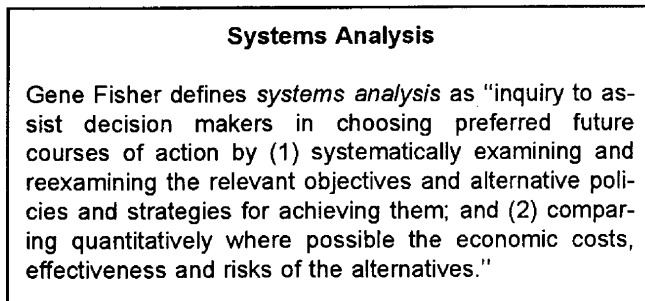 Systems Analysis
Gene Fisher defines systems analysis as "inquiry to as-
sist decision makers in choosing preferred future
courses of action by (1) systematically examining and
reexamining the relevant objectives and alternative poli-
cies and strategies for achieving them; and (2) compar-
ing quantitatively where possible the economic costs,
effectiveness and risks of the alternatives."